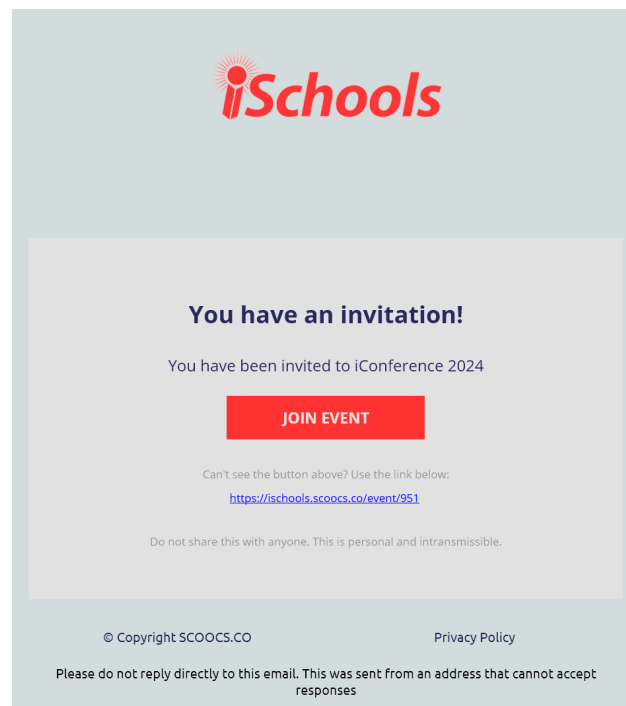 iSchools
You have an invitation!
You have been invited to iConference 2024
JOIN EVENT
Can't see the button above? Use the link below:
https://ischools.scoocs.co/event/951
Do not share this with anyone. This is personal and intransmissible.
© Copyright SCOOCS.CO
Privacy Policy
Please do not reply directly to this email. This was sent from an address that cannot accept
responses